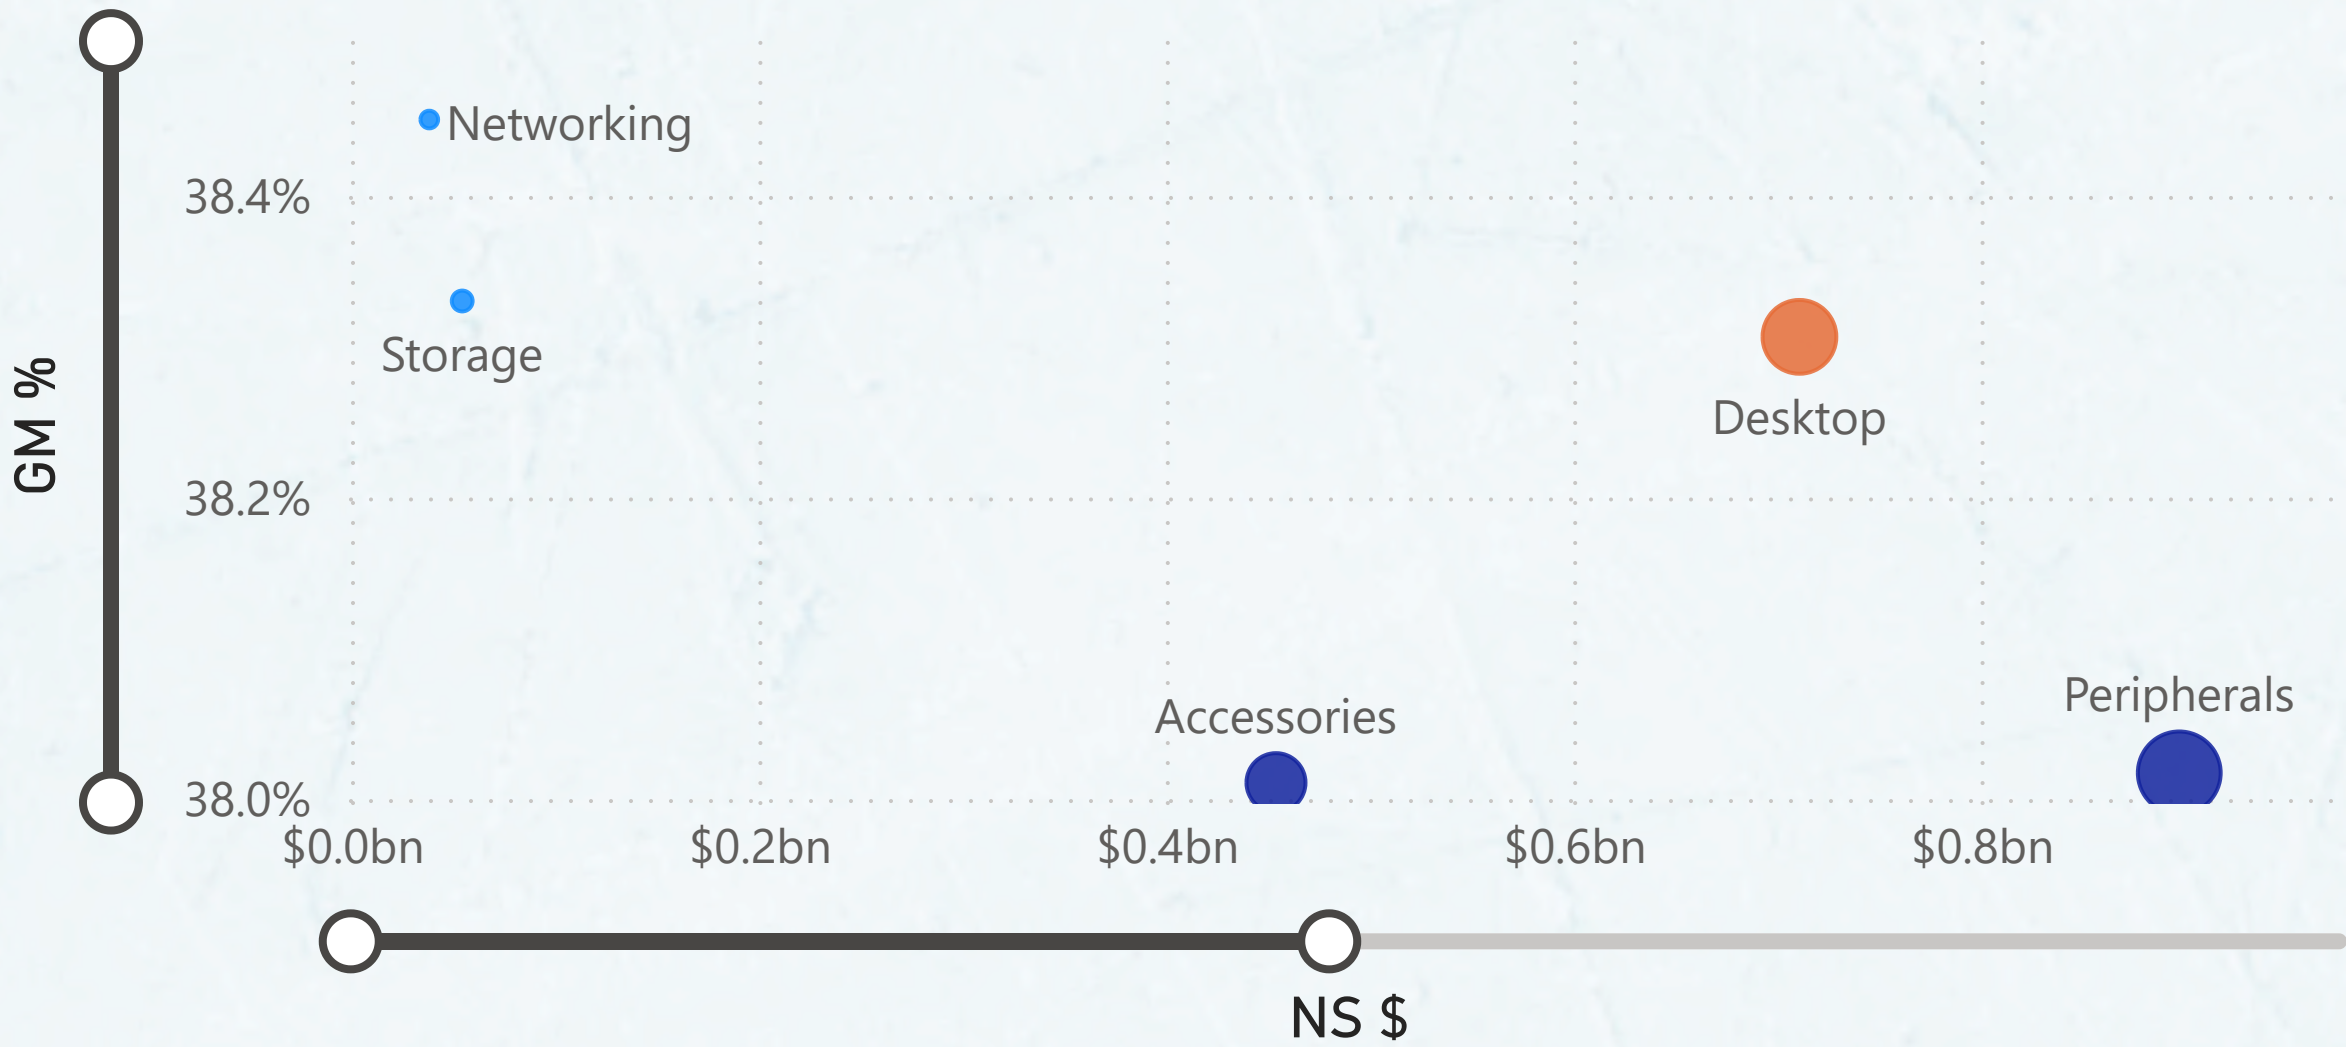 Networking
38.4%
Storage
Desktop
GM %
38.2%
Peripherals
Accessories
38.0%
$0.0bn
$0.2bn
$0.4bn
$0.6bn
$0.8bn
NS $